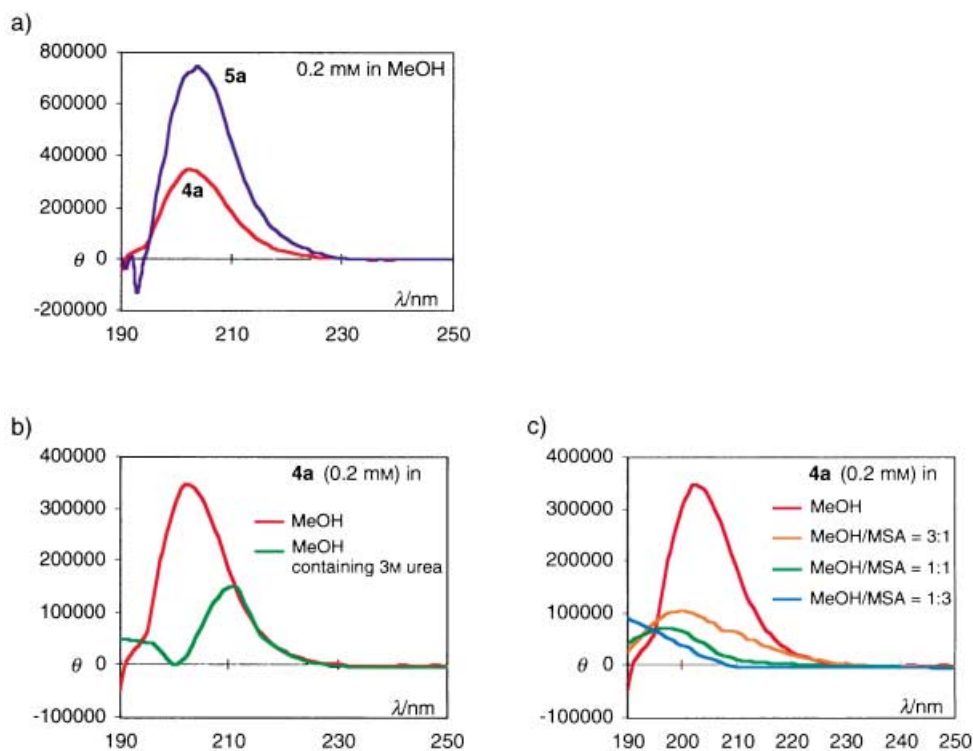 a)
800000
0.2 mM in MeOH
5a
600000
400000
4a
200000
θ 0
λ/nm
-200000
190 210 230 250
b)
400000
4a (0.2 mM) in
300000
MeOH
MeOH
containing 3M urea
200000
100000
θ 0
λ/nm
-100000
190 210 230 250
c)
400000
4a (0.2 mM) in
MeOH
300000
MeOH/MSA = 3:1
MeOH/MSA = 1:1
200000
MeOH/MSA = 1:3
100000
θ 0
λ/nm
-100000
190 200 210 220 230 240 250